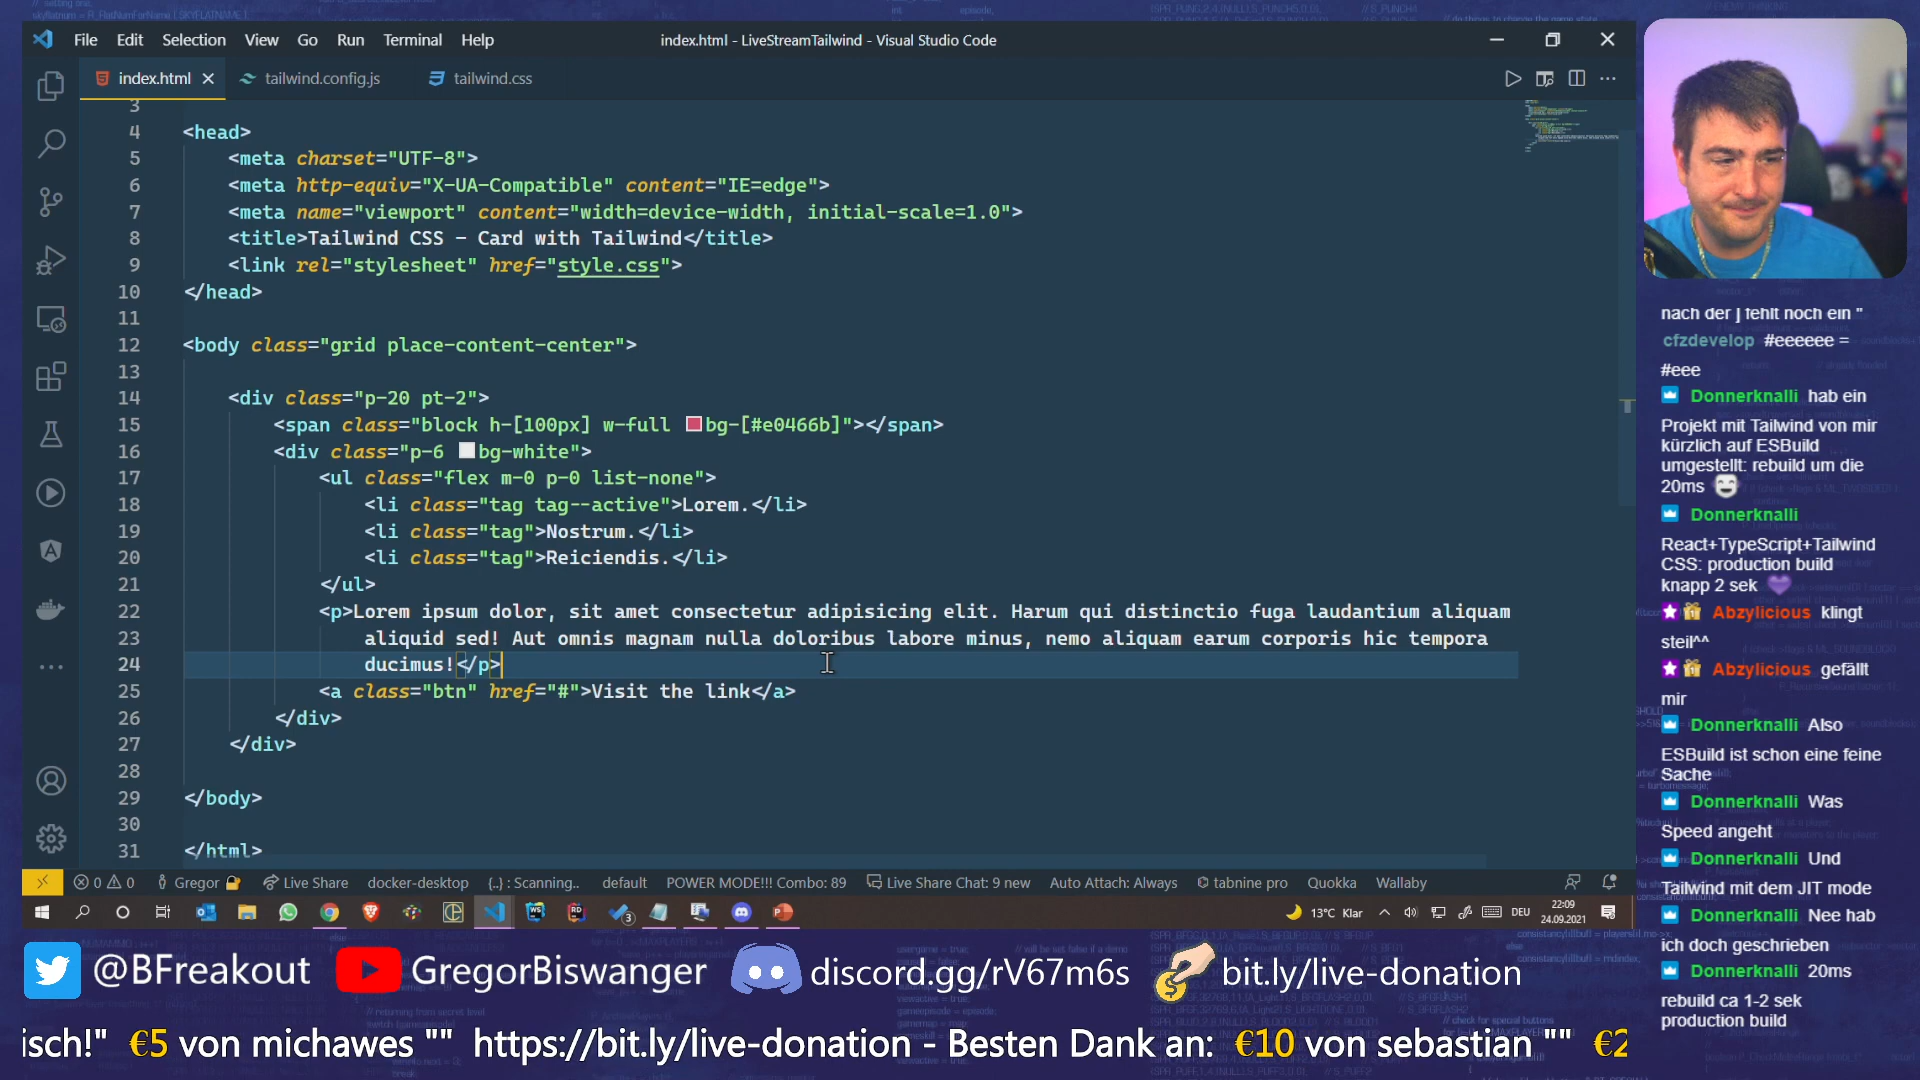 File Edit Selection View Go Run Terminal Help
index.html - LiveStreamTailwind - Visual Studio Code
index.html tailwind.config.js tailwind.css
3
4 <head>
5 <meta charset="UTF-8">
6 <meta http-equiv="X-UA-Compatible" content="IE=edge">
7 <meta name="viewport" content="width=device-width, initial-scale=1.0">
8 <title>Tailwind CSS - Card with Tailwind</title>
9 <link rel="stylesheet" href="style.css">
10 </head>
11
12 <body class="grid place-content-center">
13
14 <div class="p-20 pt-2">
15 <span class="block h-[100px] w-full bg-[#e0466b]"></span>
16 <div class="p-6 bg-white">
17 <ul class="flex m-0 p-0 list-none">
18 <li class="tag tag--active">Lorem.</li>
19 <li class="tag">Nostrum.</li>
20 <li class="tag">Reiciendis.</li>
21 </ul>
22 <p>Lorem ipsum dolor, sit amet consectetur adipisicing elit. Harum qui distinctio fuga laudantium aliquam
23 aliquid sed! Aut omnis magnam nulla doloribus labore minus, nemo aliquam earum corporis hic tempora
24 ducimus!</p>
25 <a class="btn" href="#">Visit the link</a>
26 </div>
27 </div>
28
29 </body>
30
31 </html>
0 0 Gregor Live Share docker-desktop {..} : Scanning.. default POWER MODE!!! Combo: 89 Live Share Chat: 9 new Auto Attach: Always tabnine pro Quokka Wallaby
3 13°C Klar DEU 22:09
24.09.2021
nach der ] fehlt noch ein "
cfzdevelop #eeeeee =
#eee
Donnerknalli hab ein
Projekt mit Tailwind von mir
kürzlich auf ESBuild
umgestellt: rebuild um die
20ms
Donnerknalli
React+TypeScript+Tailwind
CSS: production build
knapp 2 sek
Abzylicious klingt
steil^^
Abzylicious gefällt
mir
Donnerknalli Also
ESBuild ist schon eine feine
Sache
Donnerknalli Was
Speed angeht
Donnerknalli Und
Tailwind mit dem JIT mode
Donnerknalli Nee hab
ich doch geschrieben
Donnerknalli 20ms
rebuild ca 1-2 sek
production build
@BFreakout GregorBiswanger discord.gg/rV67m6s bit.ly/live-donation
isch!" €5 von michawes "" https://bit.ly/live-donation - Besten Dank an: €10 von sebastian "" €2